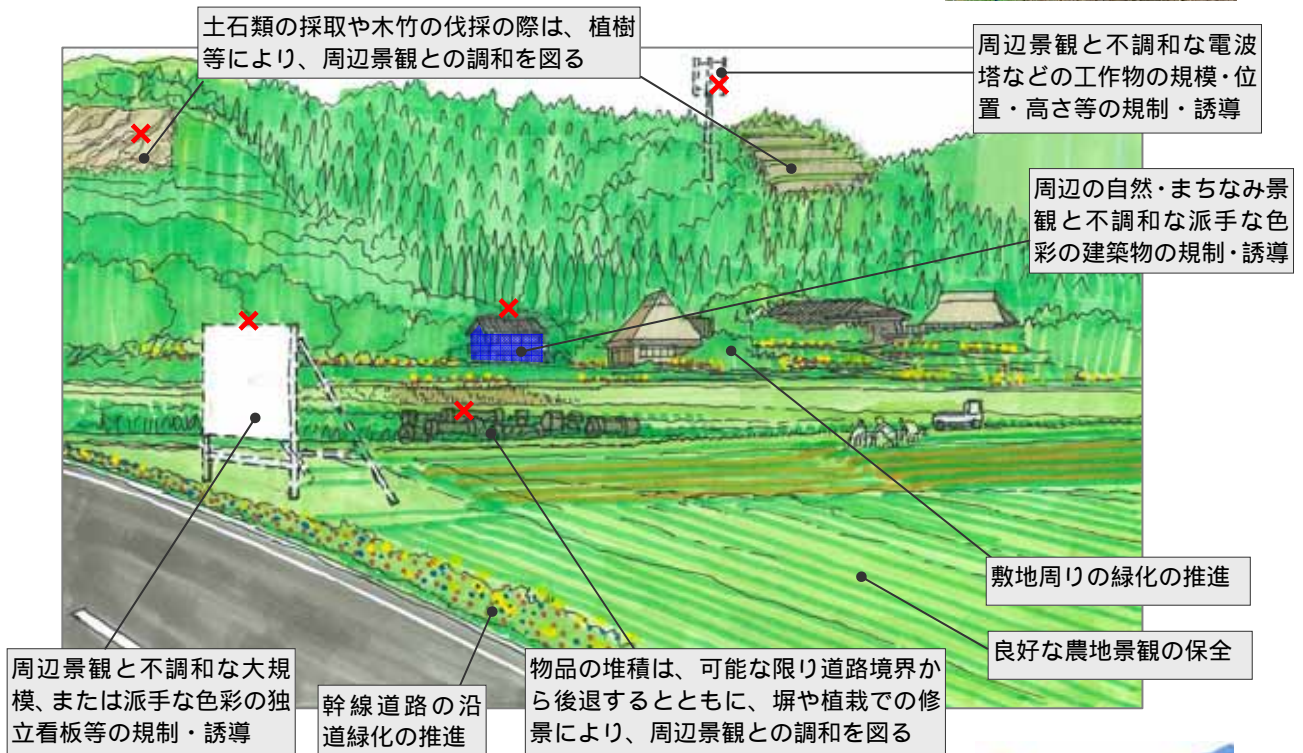 土石類の採取や木竹の伐採の際は、植樹
等により、周辺景観との調和を図る
周辺景観と不調和な電波
塔などの工作物の規模・位
置・高さ等の規制・誘導
周辺の自然・まちなみ景
観と不調和な派手な色
彩の建築物の規制・誘導
敷地周りの緑化の推進
良好な農地景観の保全
周辺景観と不調和な大規
模、または派手な色彩の独
立看板等の規制・誘導
幹線道路の沿
道緑化の推進
物品の堆積は、可能な限り道路境界か
ら後退するとともに、塀や植栽での修
景により、周辺景観との調和を図る